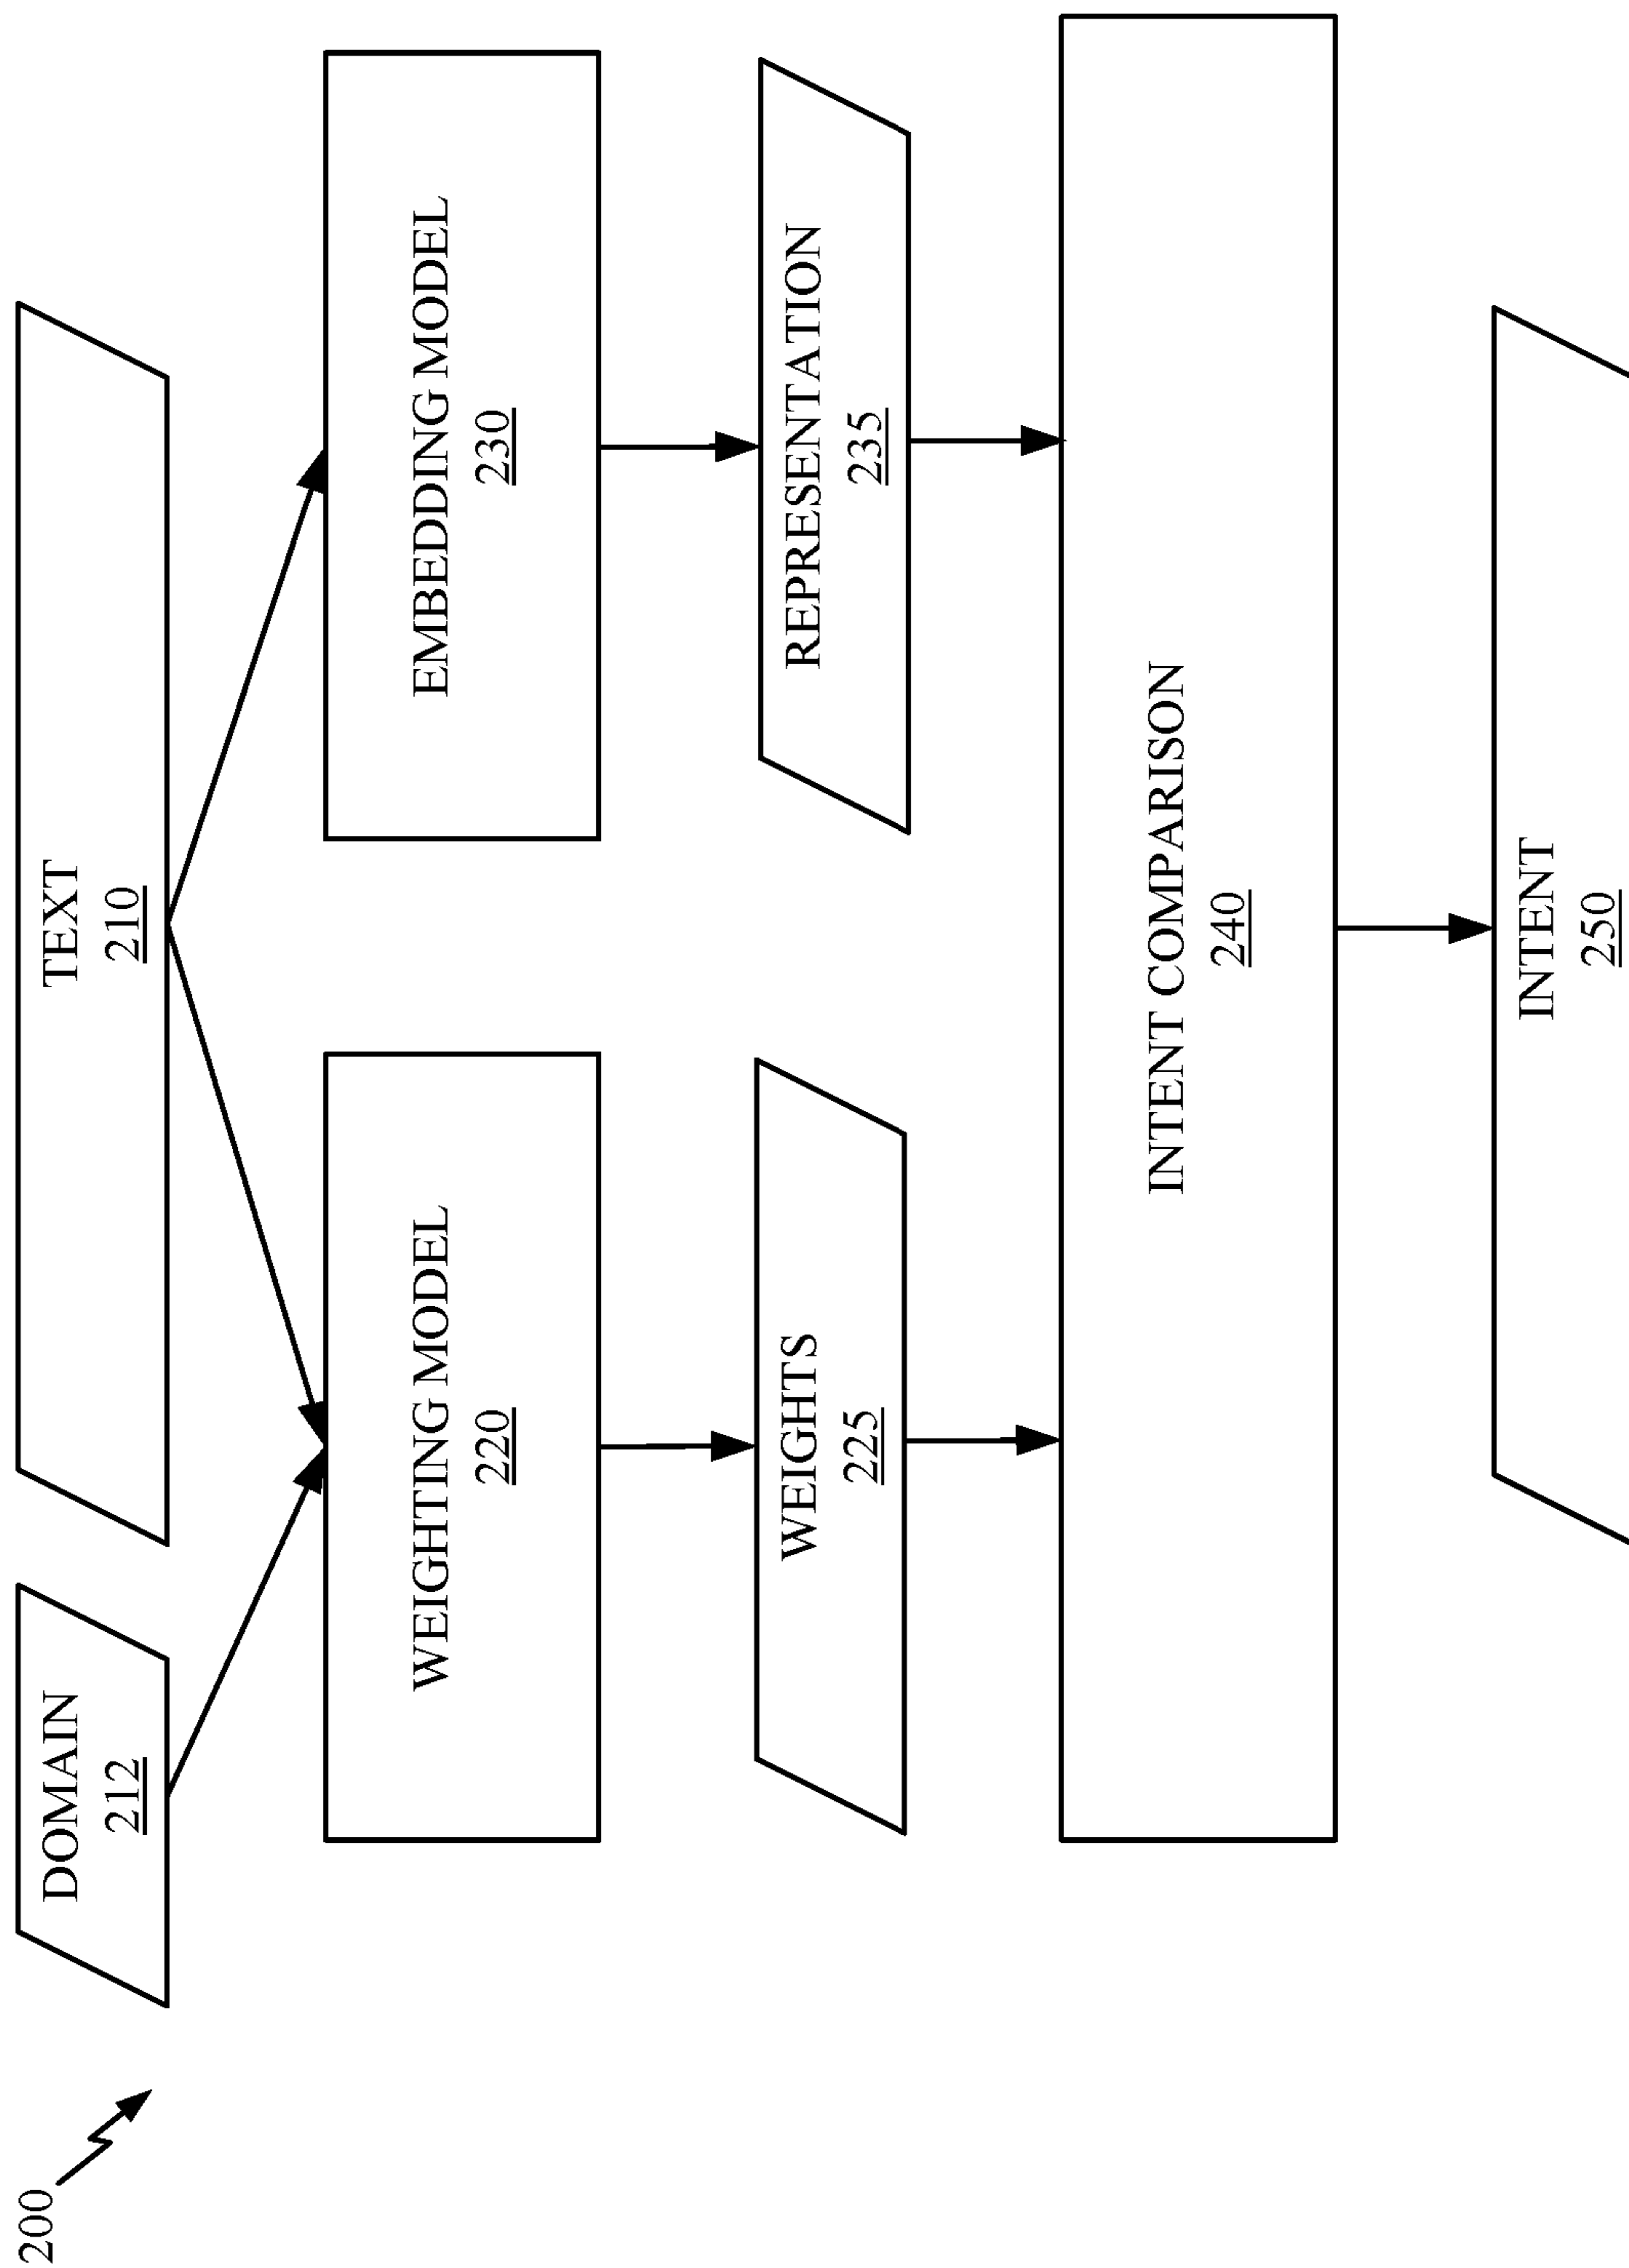 200
DOMAIN
212
TEXT
210
WEIGHTING MODEL
220
EMBEDDING MODEL
230
WEIGHTS
225
REPRESENTATION
235
INTENT COMPARISON
240
INTENT
250